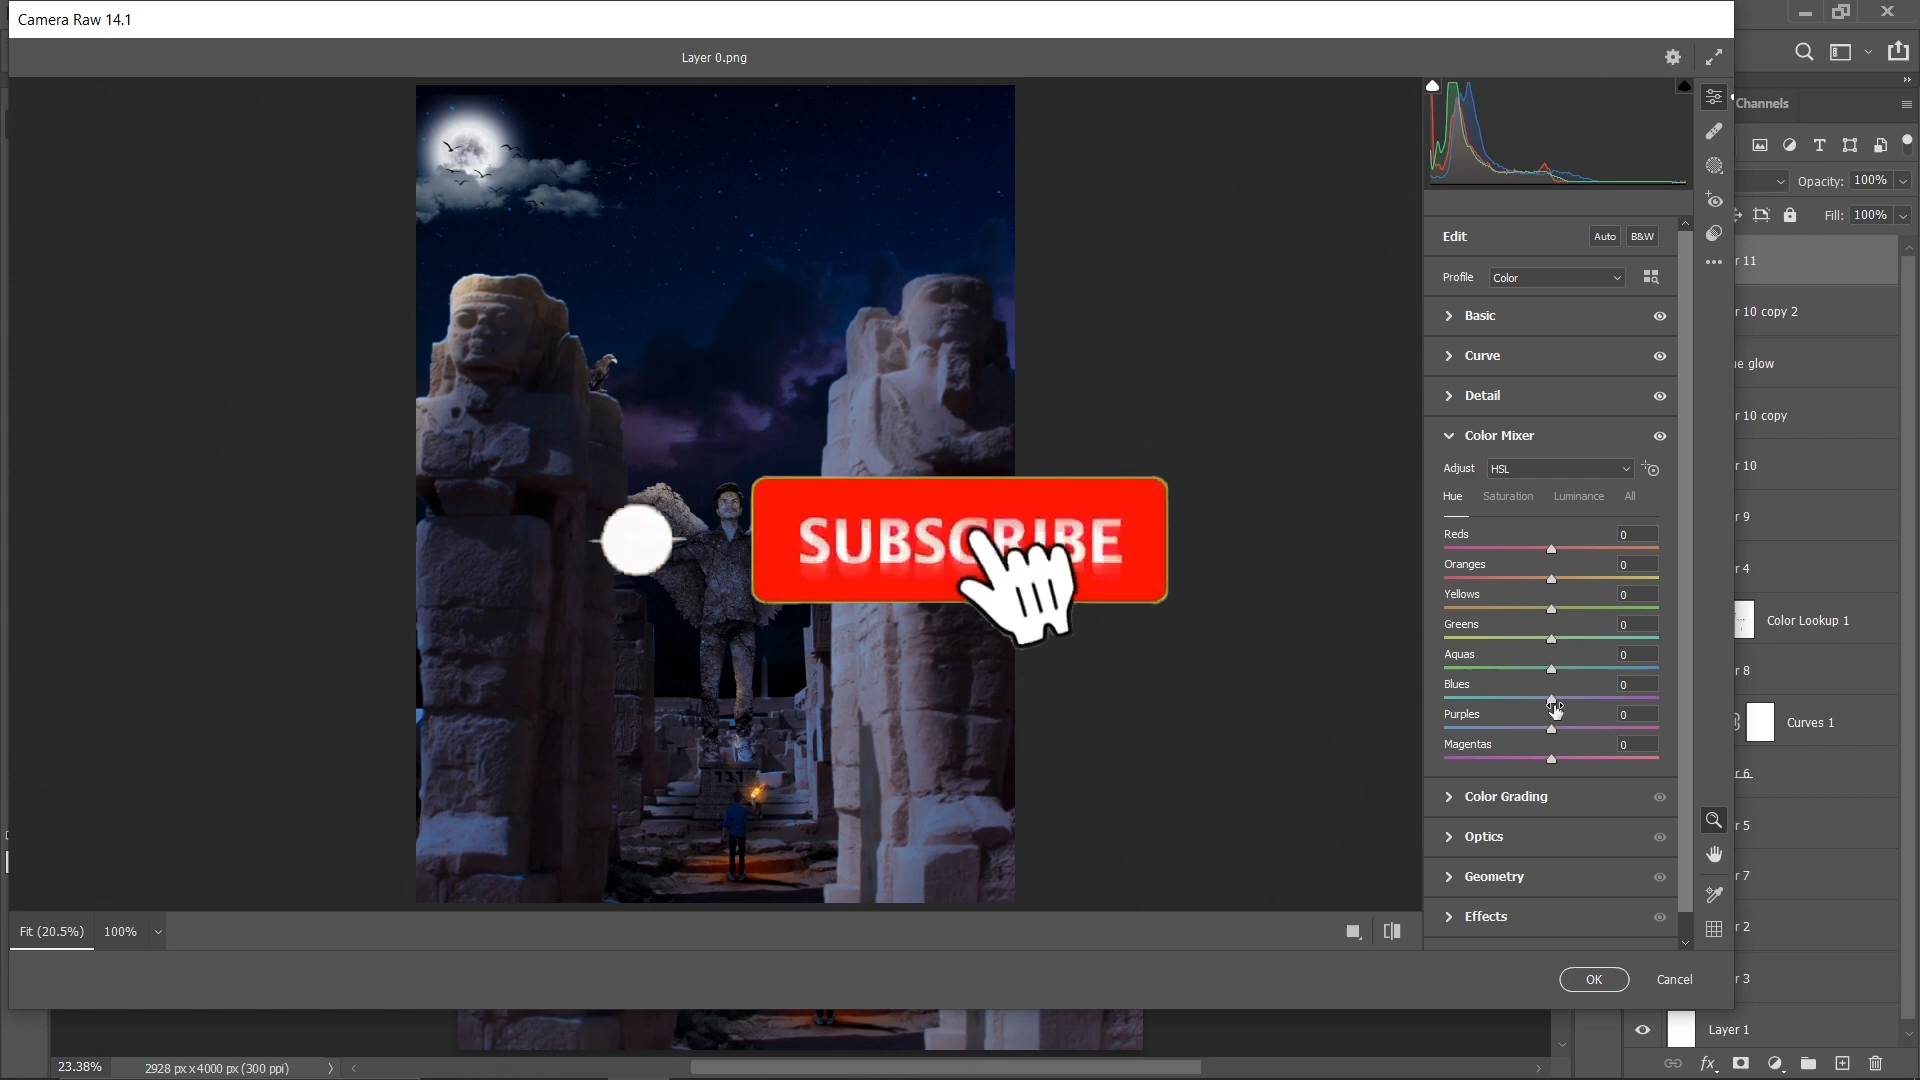 Camera Raw 14.1
Layer 0.png
Channels
Opacity: 100%
Fill: 100%
Edit Auto B&W
Profile Color
Basic
Curve
Detail
Color Mixer
Adjust HSL
Hue Saturation Luminance All
Reds 0
Oranges 0
Yellows 0
Greens 0
Aquas 0
Blues 0
Purples 0
Magentas 0
Color Grading
Optics
Geometry
Effects
SUBSCRIBE
r 11
r 10 copy 2
ue glow
r 10 copy
r 10
r 9
r 4
Color Lookup 1
r 8
Curves 1
r 6
r 5
r 7
r 2
r 3
Layer 1
Fit (20.5%) 100%
OK Cancel
23.38% 2928 px x 4000 px (300 ppi)
fx